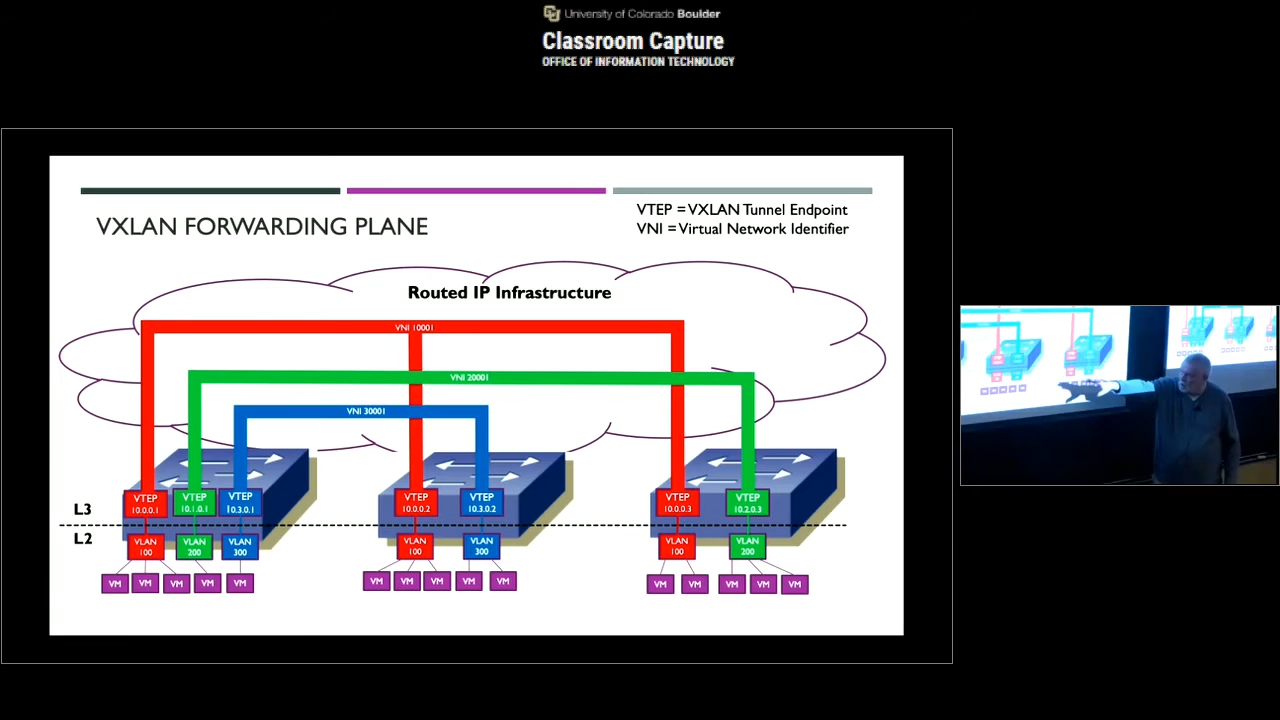 University of Colorado Boulder
Classroom Capture
OFFICE OF INFORMATION TECHNOLOGY
VTEP = VXLAN Tunnel Endpoint
VNI = Virtual Network Identifier
VXLAN FORWARDING PLANE
Routed IP Infrastructure
VNI 10001
VNI 20001
VNI 30001
VTEP
10.0.0.1
VTEP
10.1.0.1
VTEP
10.3.0.1
VTEP
10.0.0.2
VTEP
10.3.0.2
VTEP
10.0.0.3
VTEP
10.2.0.3
L3
L2
VLAN
100
VLAN
200
VLAN
300
VLAN
100
VLAN
300
VLAN
100
VLAN
200
VM VM VM VM VM
VM VM VM VM VM
VM VM VM VM VM